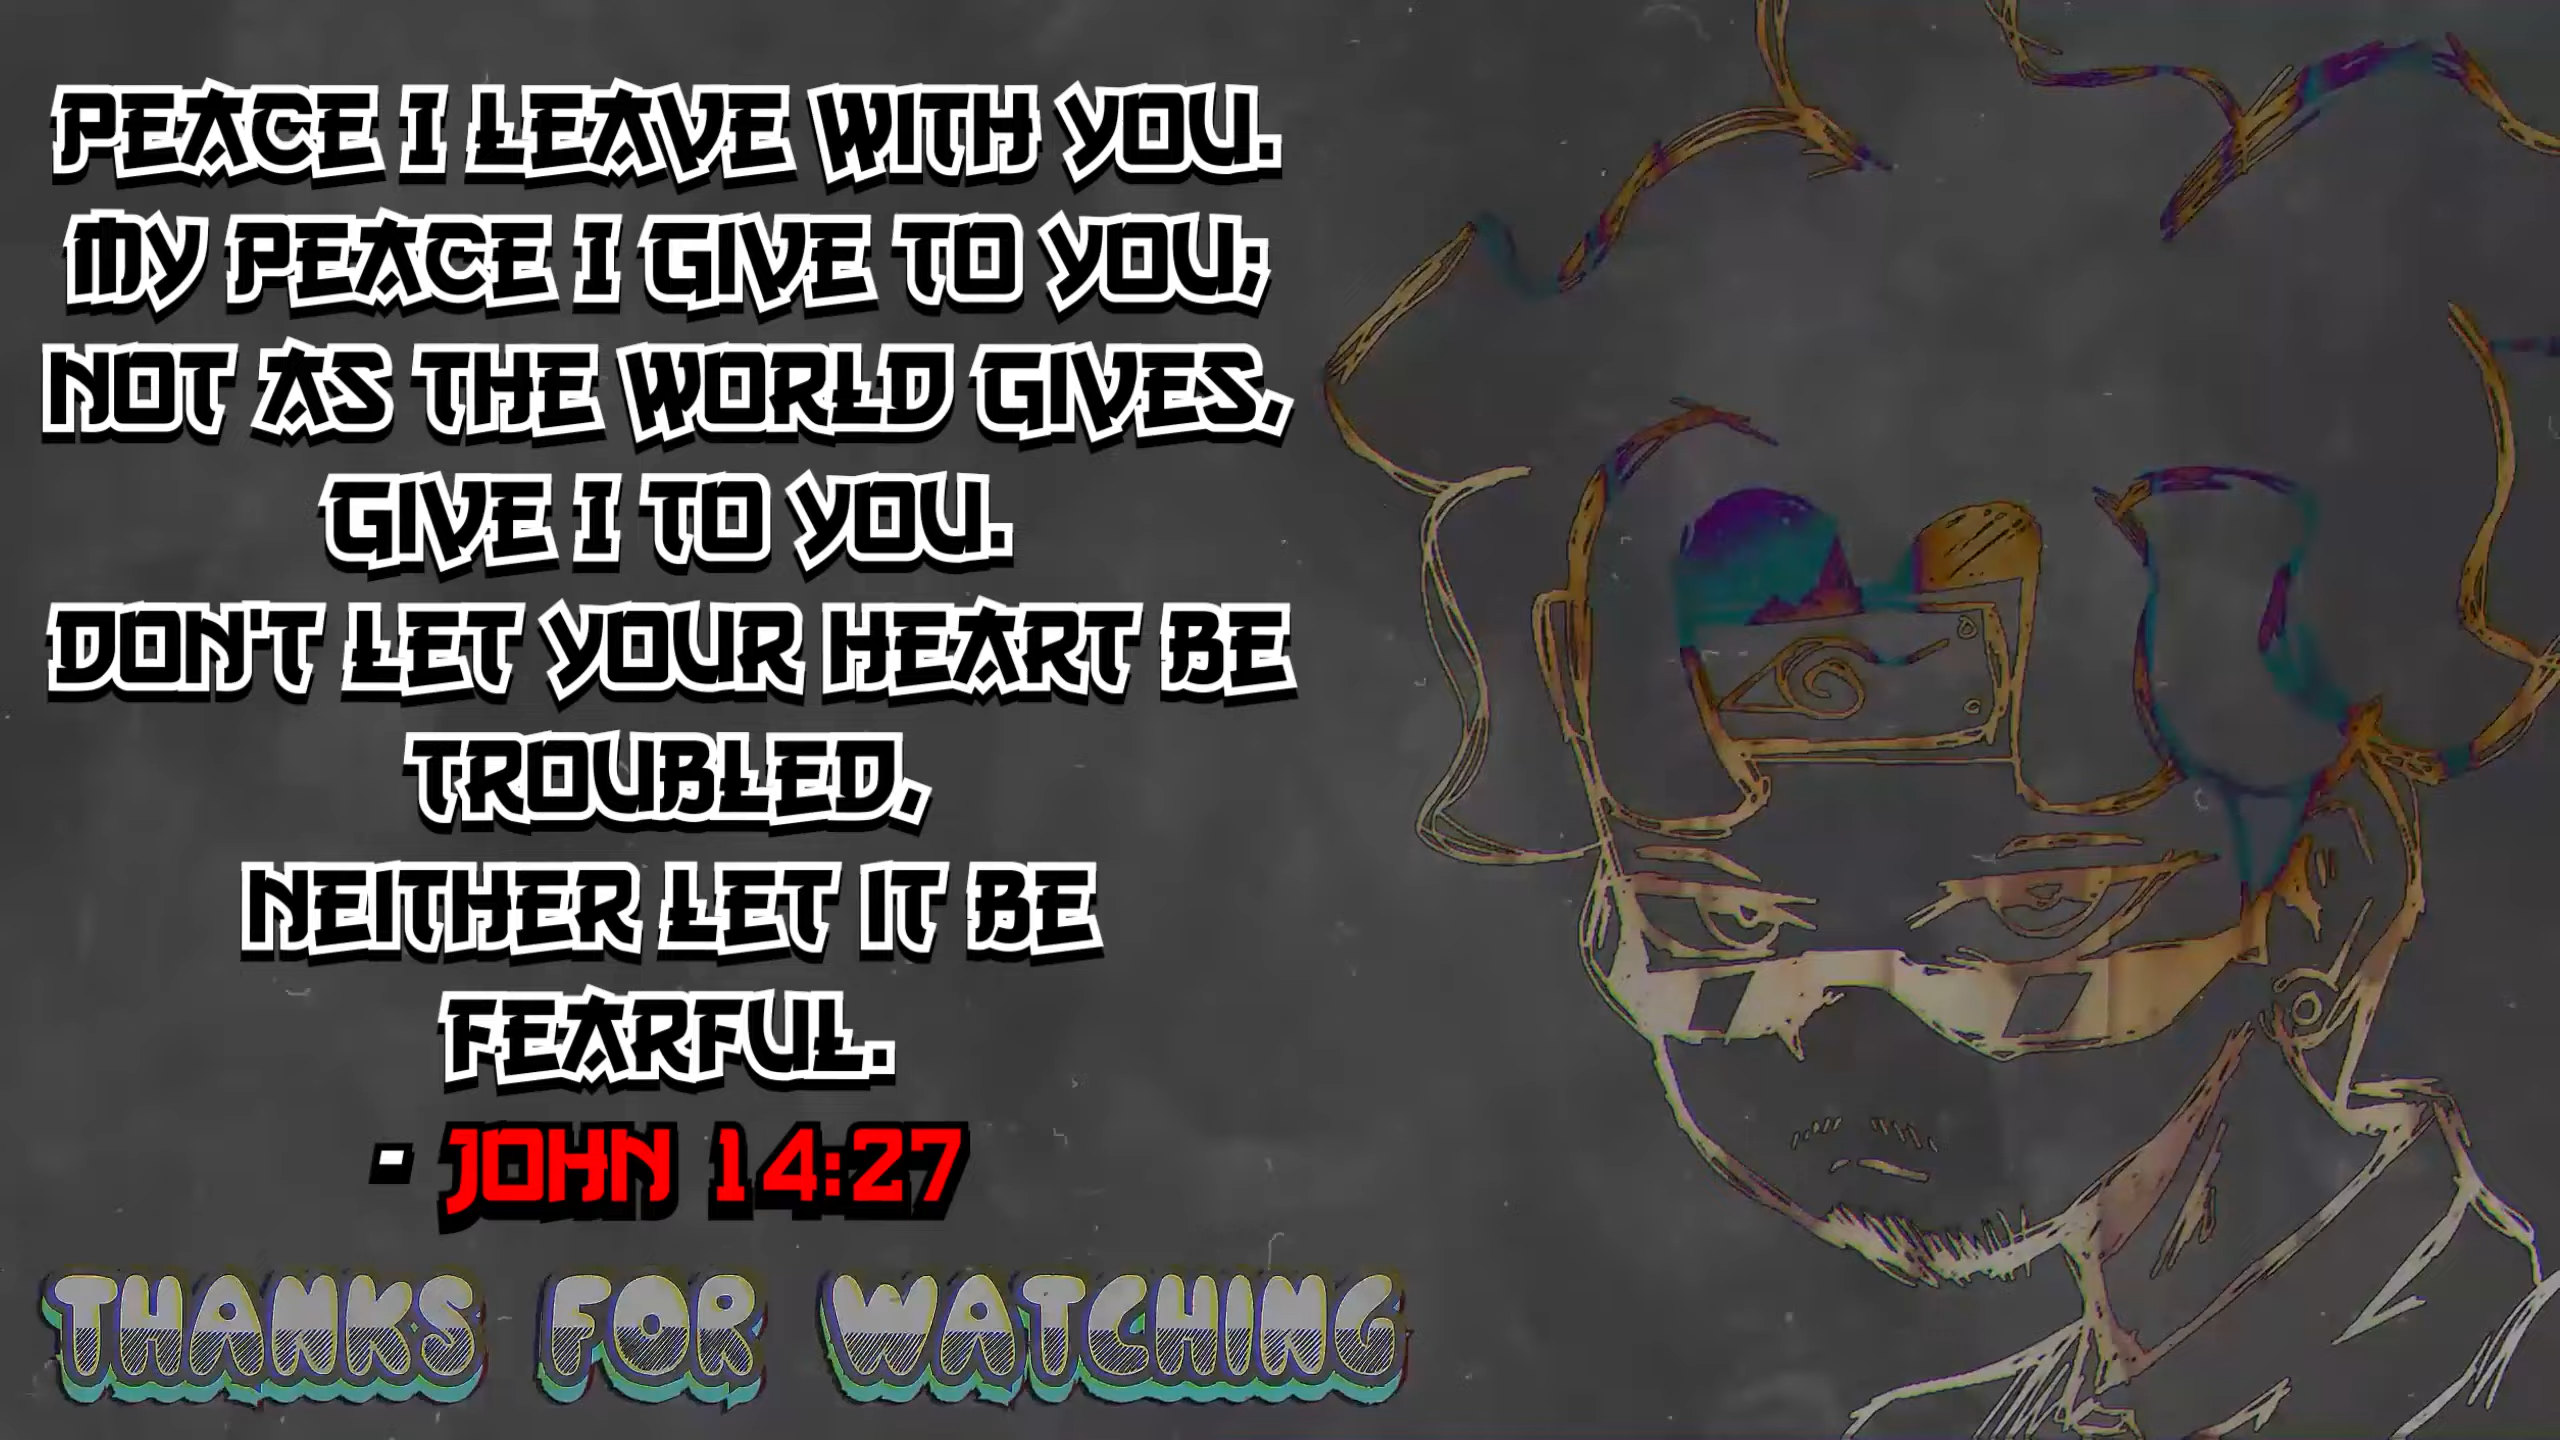 PEACE I LEAVE WITH YOU.
MY PEACE I GIVE TO YOU;
NOT AS THE WORLD GIVES,
GIVE I TO YOU.
DON'T LET YOUR HEART BE
TROUBLED,
NEITHER LET IT BE
FEARFUL.
- JOHN 14:27
THANKS FOR WATCHING